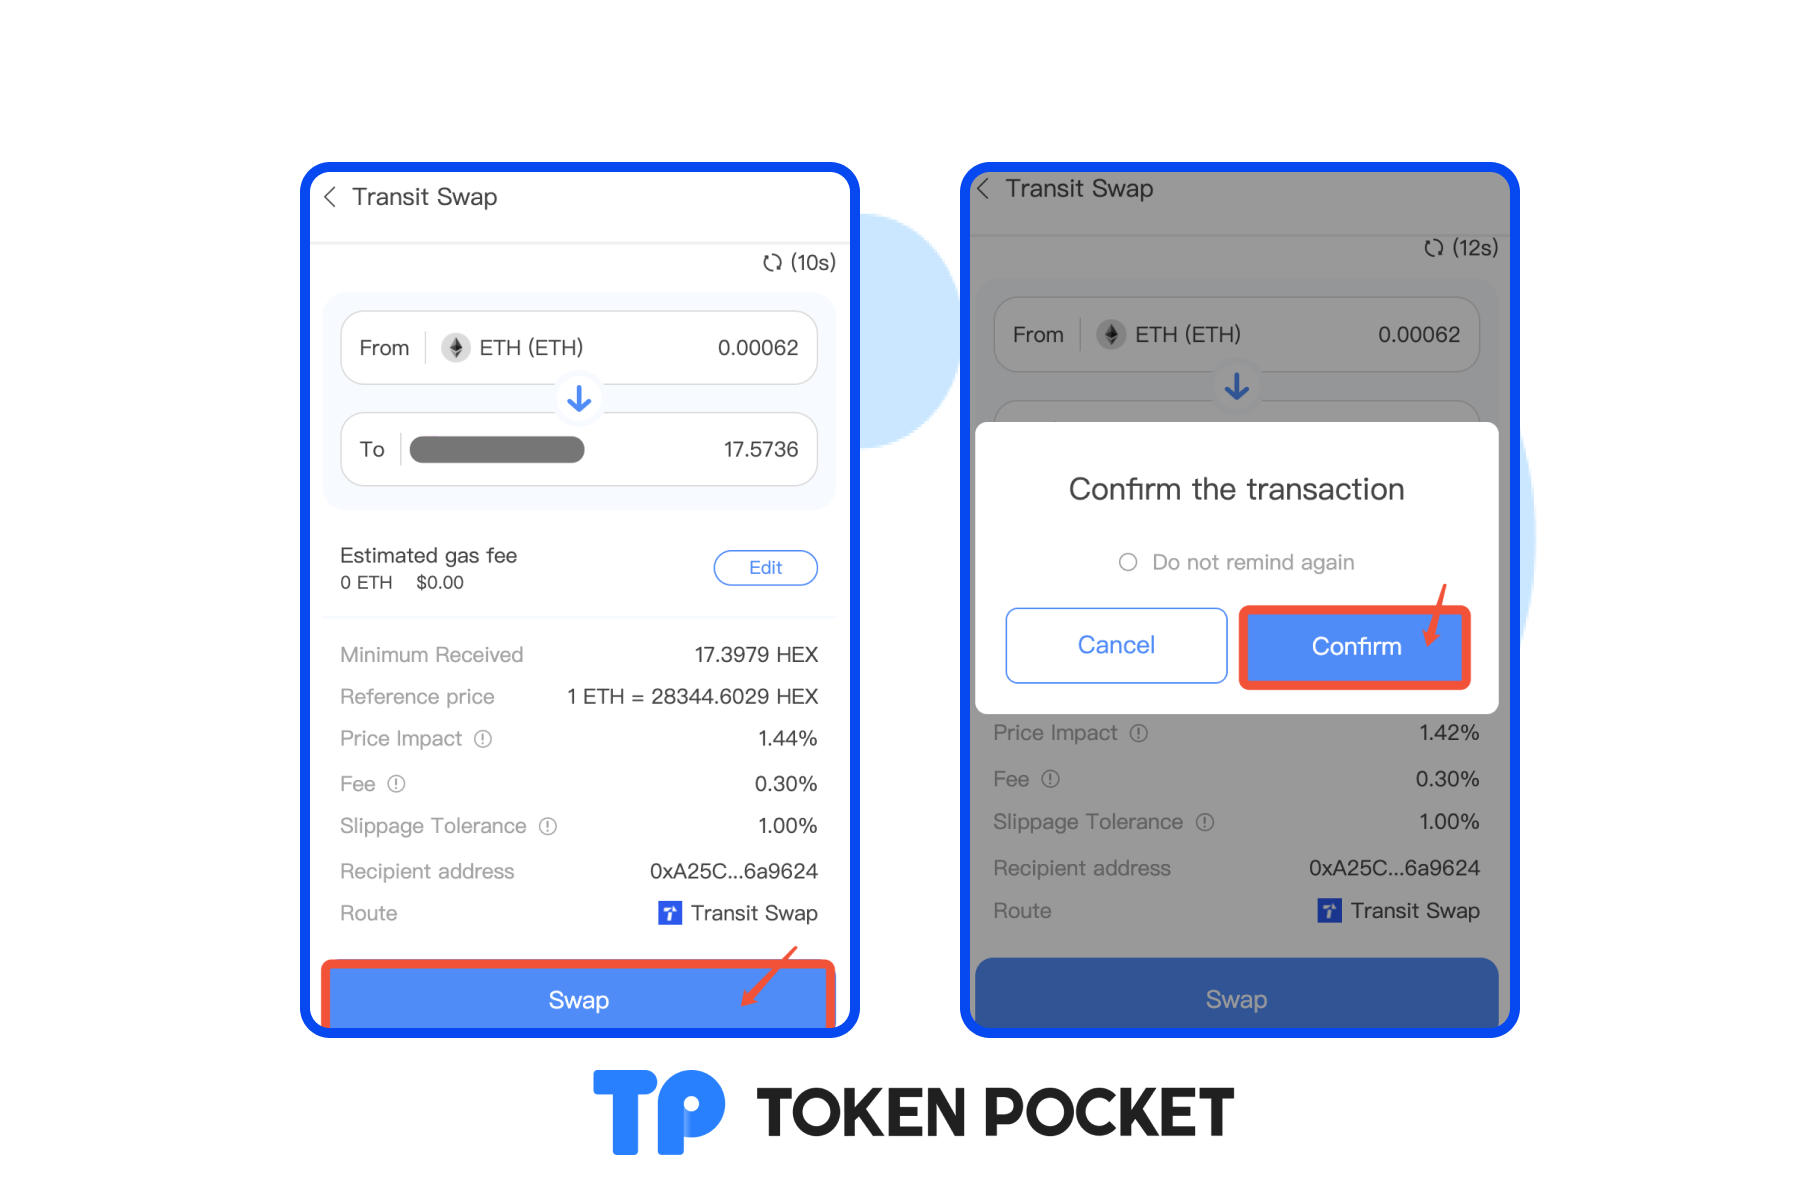 Transit Swap
(10s)
From ETH (ETH) 0.00062
To 17.5736
Estimated gas fee
0 ETH $0.00
Edit
Minimum Received 17.3979 HEX
Reference price 1 ETH = 28344.6029 HEX
Price Impact 1.44%
Fee 0.30%
Slippage Tolerance 1.00%
Recipient address 0xA25C...6a9624
Route Transit Swap
Swap
Transit Swap
(12s)
From ETH (ETH) 0.00062
Confirm the transaction
Do not remind again
Cancel Confirm
Price Impact 1.42%
Fee 0.30%
Slippage Tolerance 1.00%
Recipient address 0xA25C...6a9624
Route Transit Swap
Swap
TP TOKEN POCKET